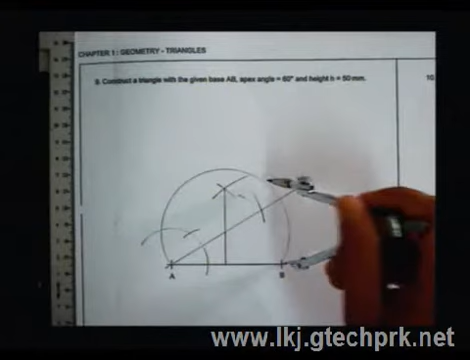 CHAPTER 1: GEOMETRY - TRIANGLES
9. Construct a triangle with the given base AB, apex angle = 60° and height h = 50mm.
10
A
B
www.lkj.gtechprk.net